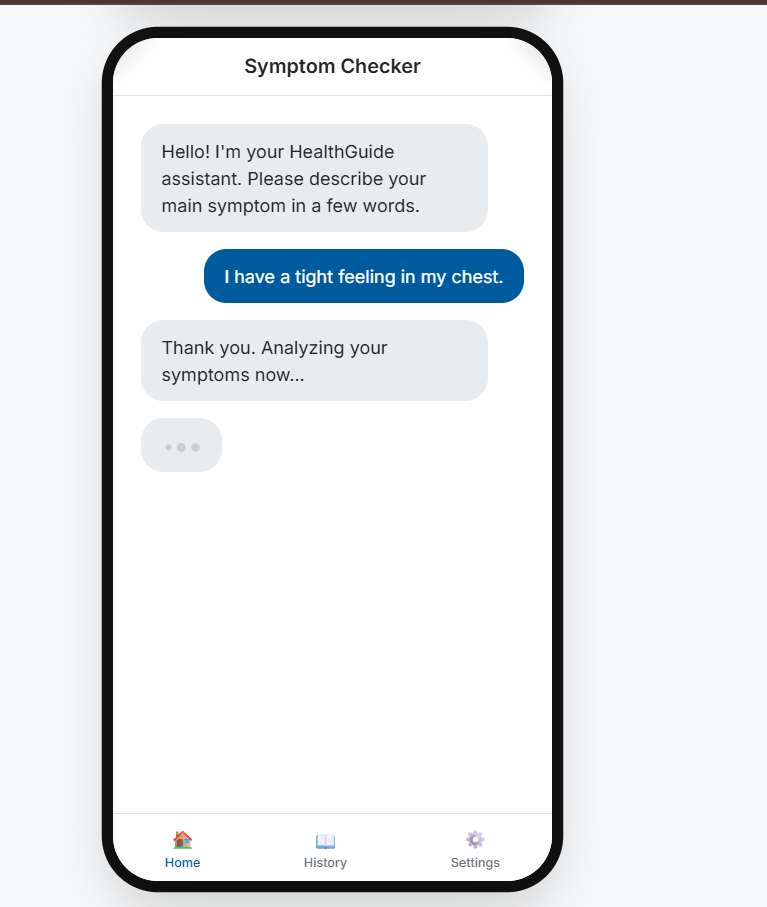 Symptom Checker
Hello! I'm your HealthGuide
assistant. Please describe your
main symptom in a few words.
I have a tight feeling in my chest.
Thank you. Analyzing your
symptoms now...
Home
History
Settings